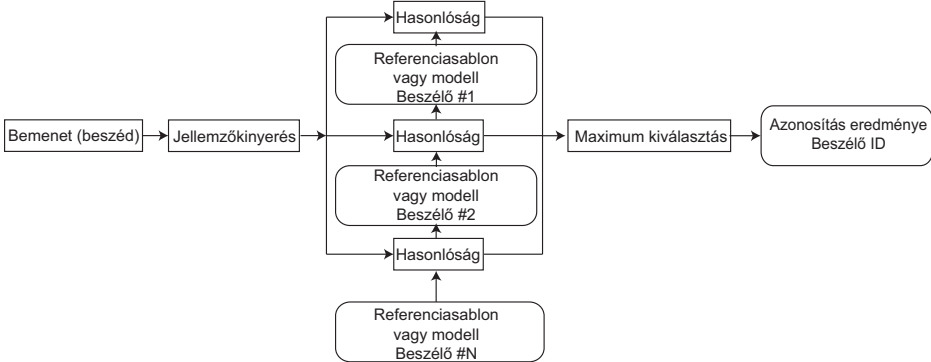 Hasonlóság
Referenciasablon
vagy modell
Beszélő #1
Bemenet (beszéd)
Jellemzőkinyerés
Hasonlóság
Maximum kiválasztás
Azonosítás eredménye
Beszélő ID
Referenciasablon
vagy modell
Beszélő #2
Hasonlóság
Referenciasablon
vagy modell
Beszélő #N